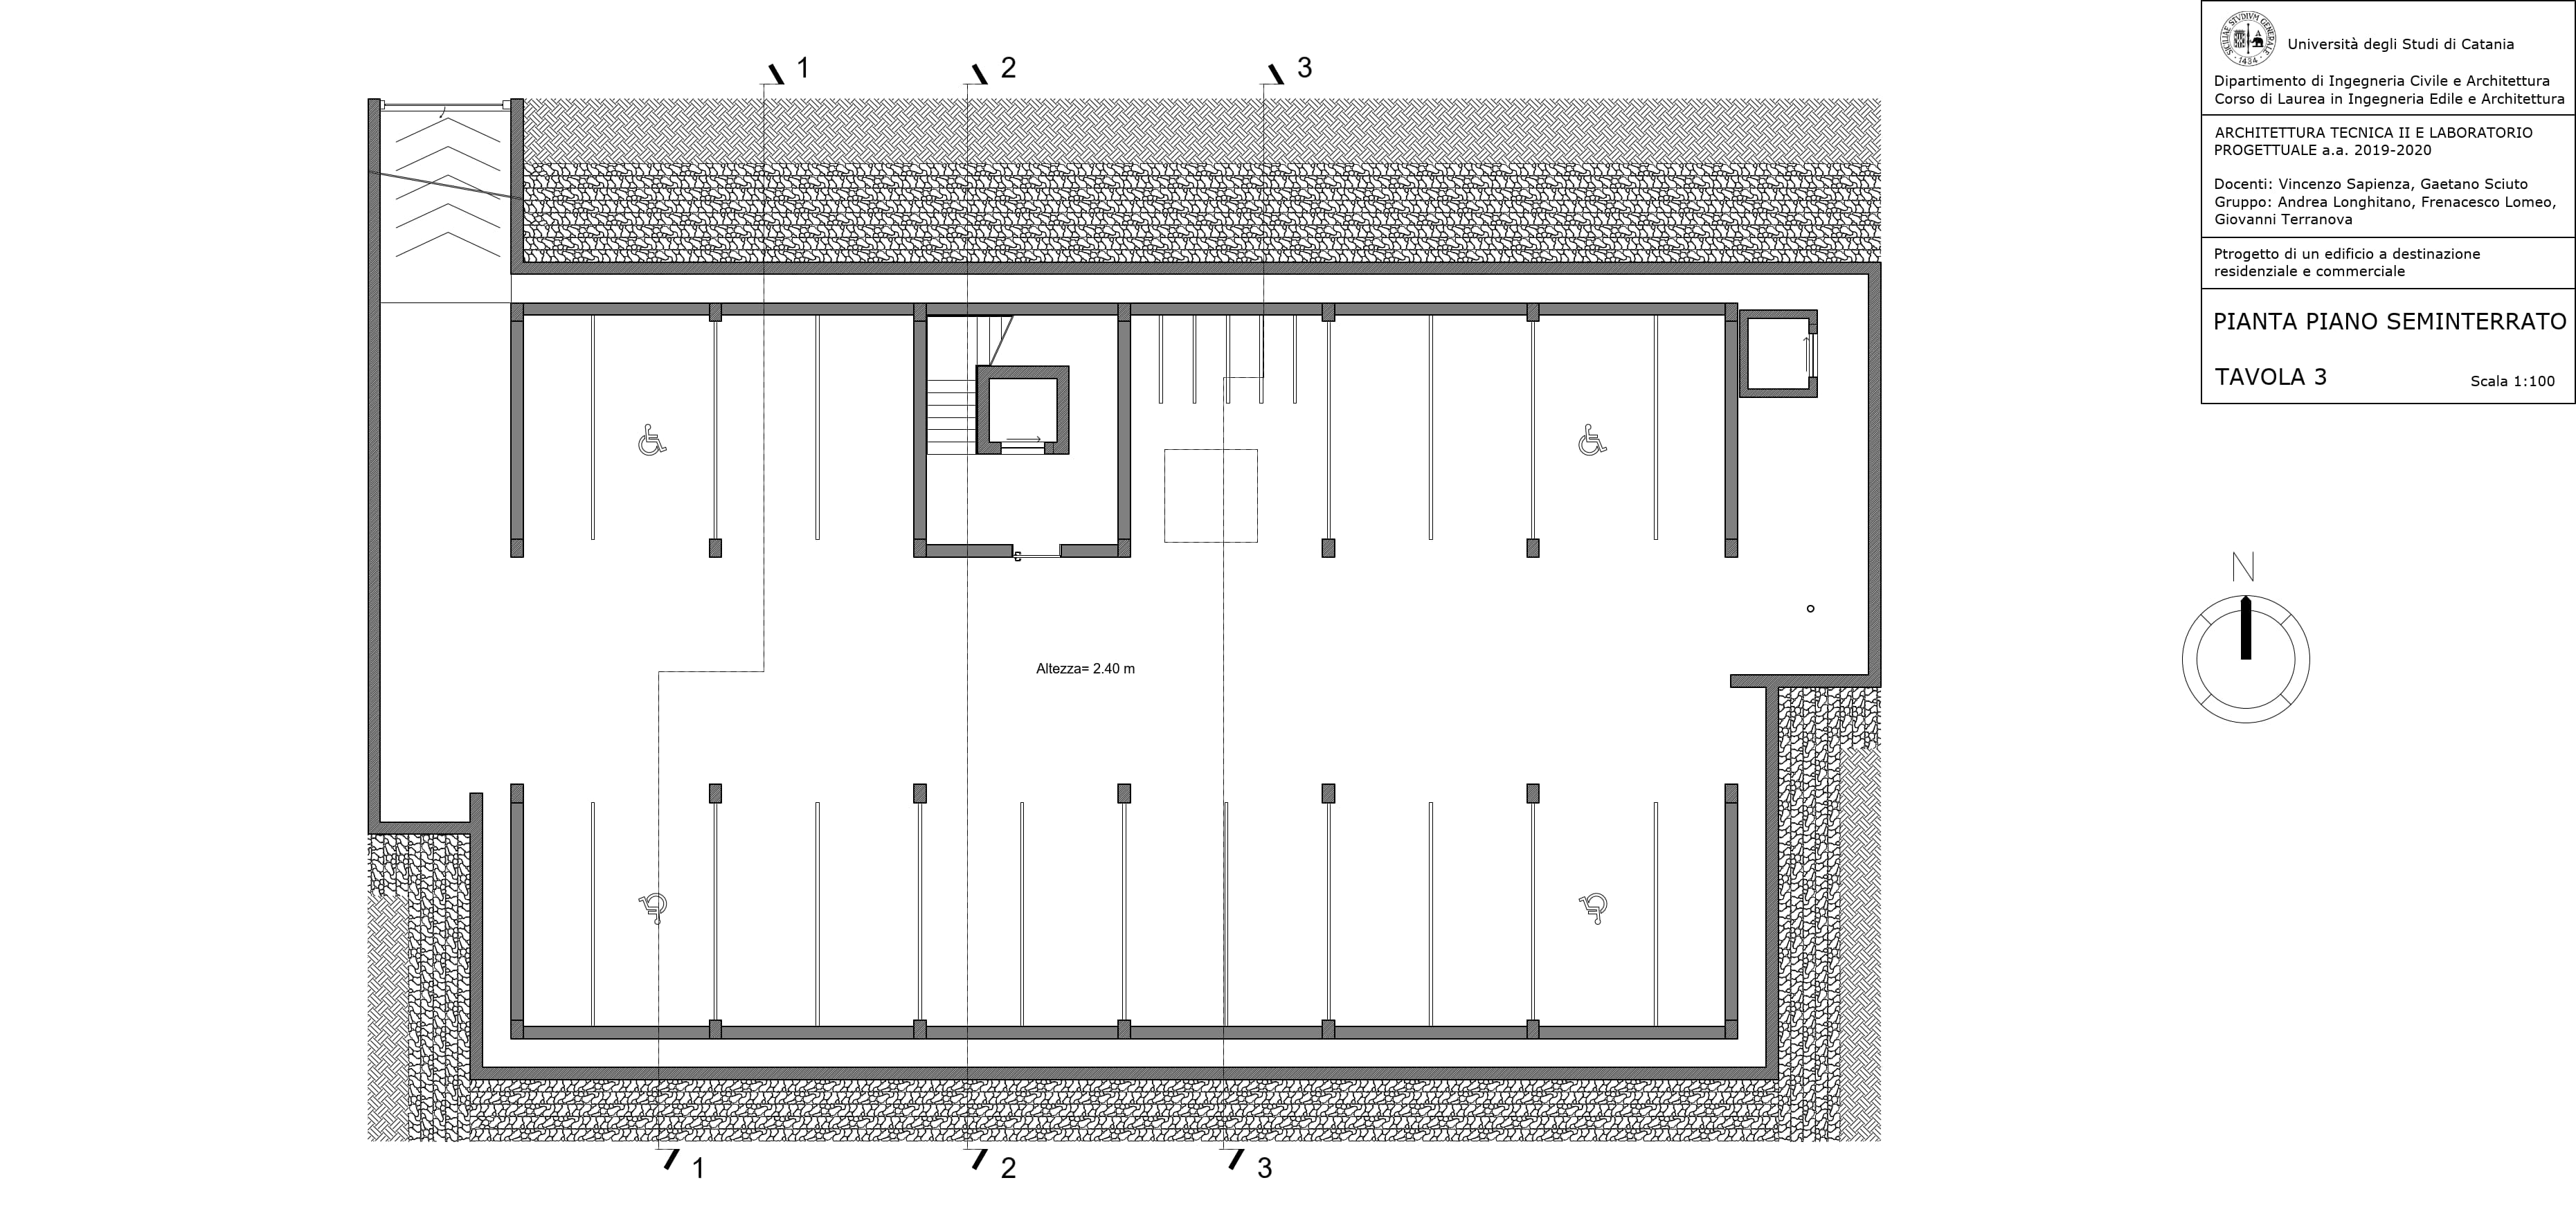 1
2
3
SICILIAE STVDIVM GENERALE
1434
Università degli Studi di Catania
Dipartimento di Ingegneria Civile e Architettura
Corso di Laurea in Ingegneria Edile e Architettura
ARCHITETTURA TECNICA II E LABORATORIO
PROGETTUALE a.a. 2019-2020
Docenti: Vincenzo Sapienza, Gaetano Sciuto
Gruppo: Andrea Longhitano, Frenacesco Lomeo,
Giovanni Terranova
Ptrogetto di un edificio a destinazione
residenziale e commerciale
PIANTA PIANO SEMINTERRATO
TAVOLA 3
Scala 1:100
N
Altezza= 2.40 m
1
2
3